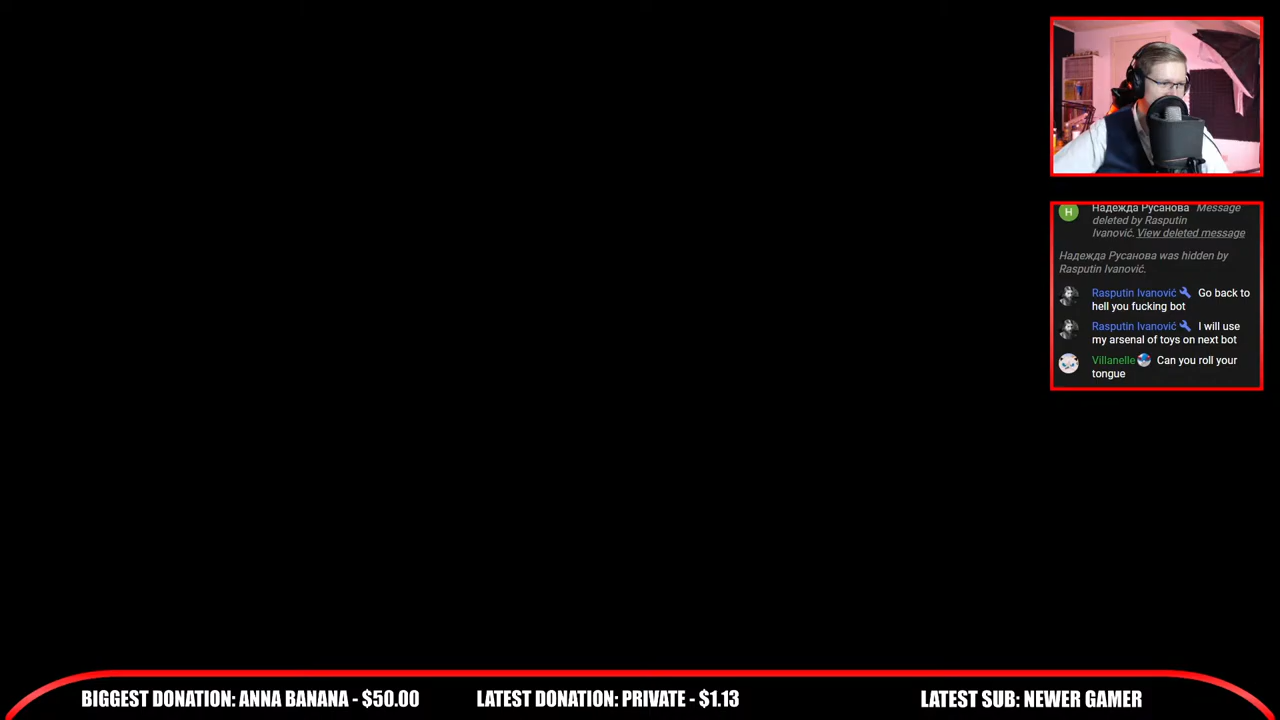 Надежда Русанова Message
deleted by Rasputin
Ivanović. View deleted message
Надежда Русанова was hidden by
Rasputin Ivanović.
Rasputin Ivanović Go back to
hell you fucking bot
Rasputin Ivanović I will use
my arsenal of toys on next bot
Villanelle Can you roll your
tongue
BIGGEST DONATION: ANNA BANANA - $50.00 LATEST DONATION: PRIVATE - $1.13 LATEST SUB: NEWER GAMER